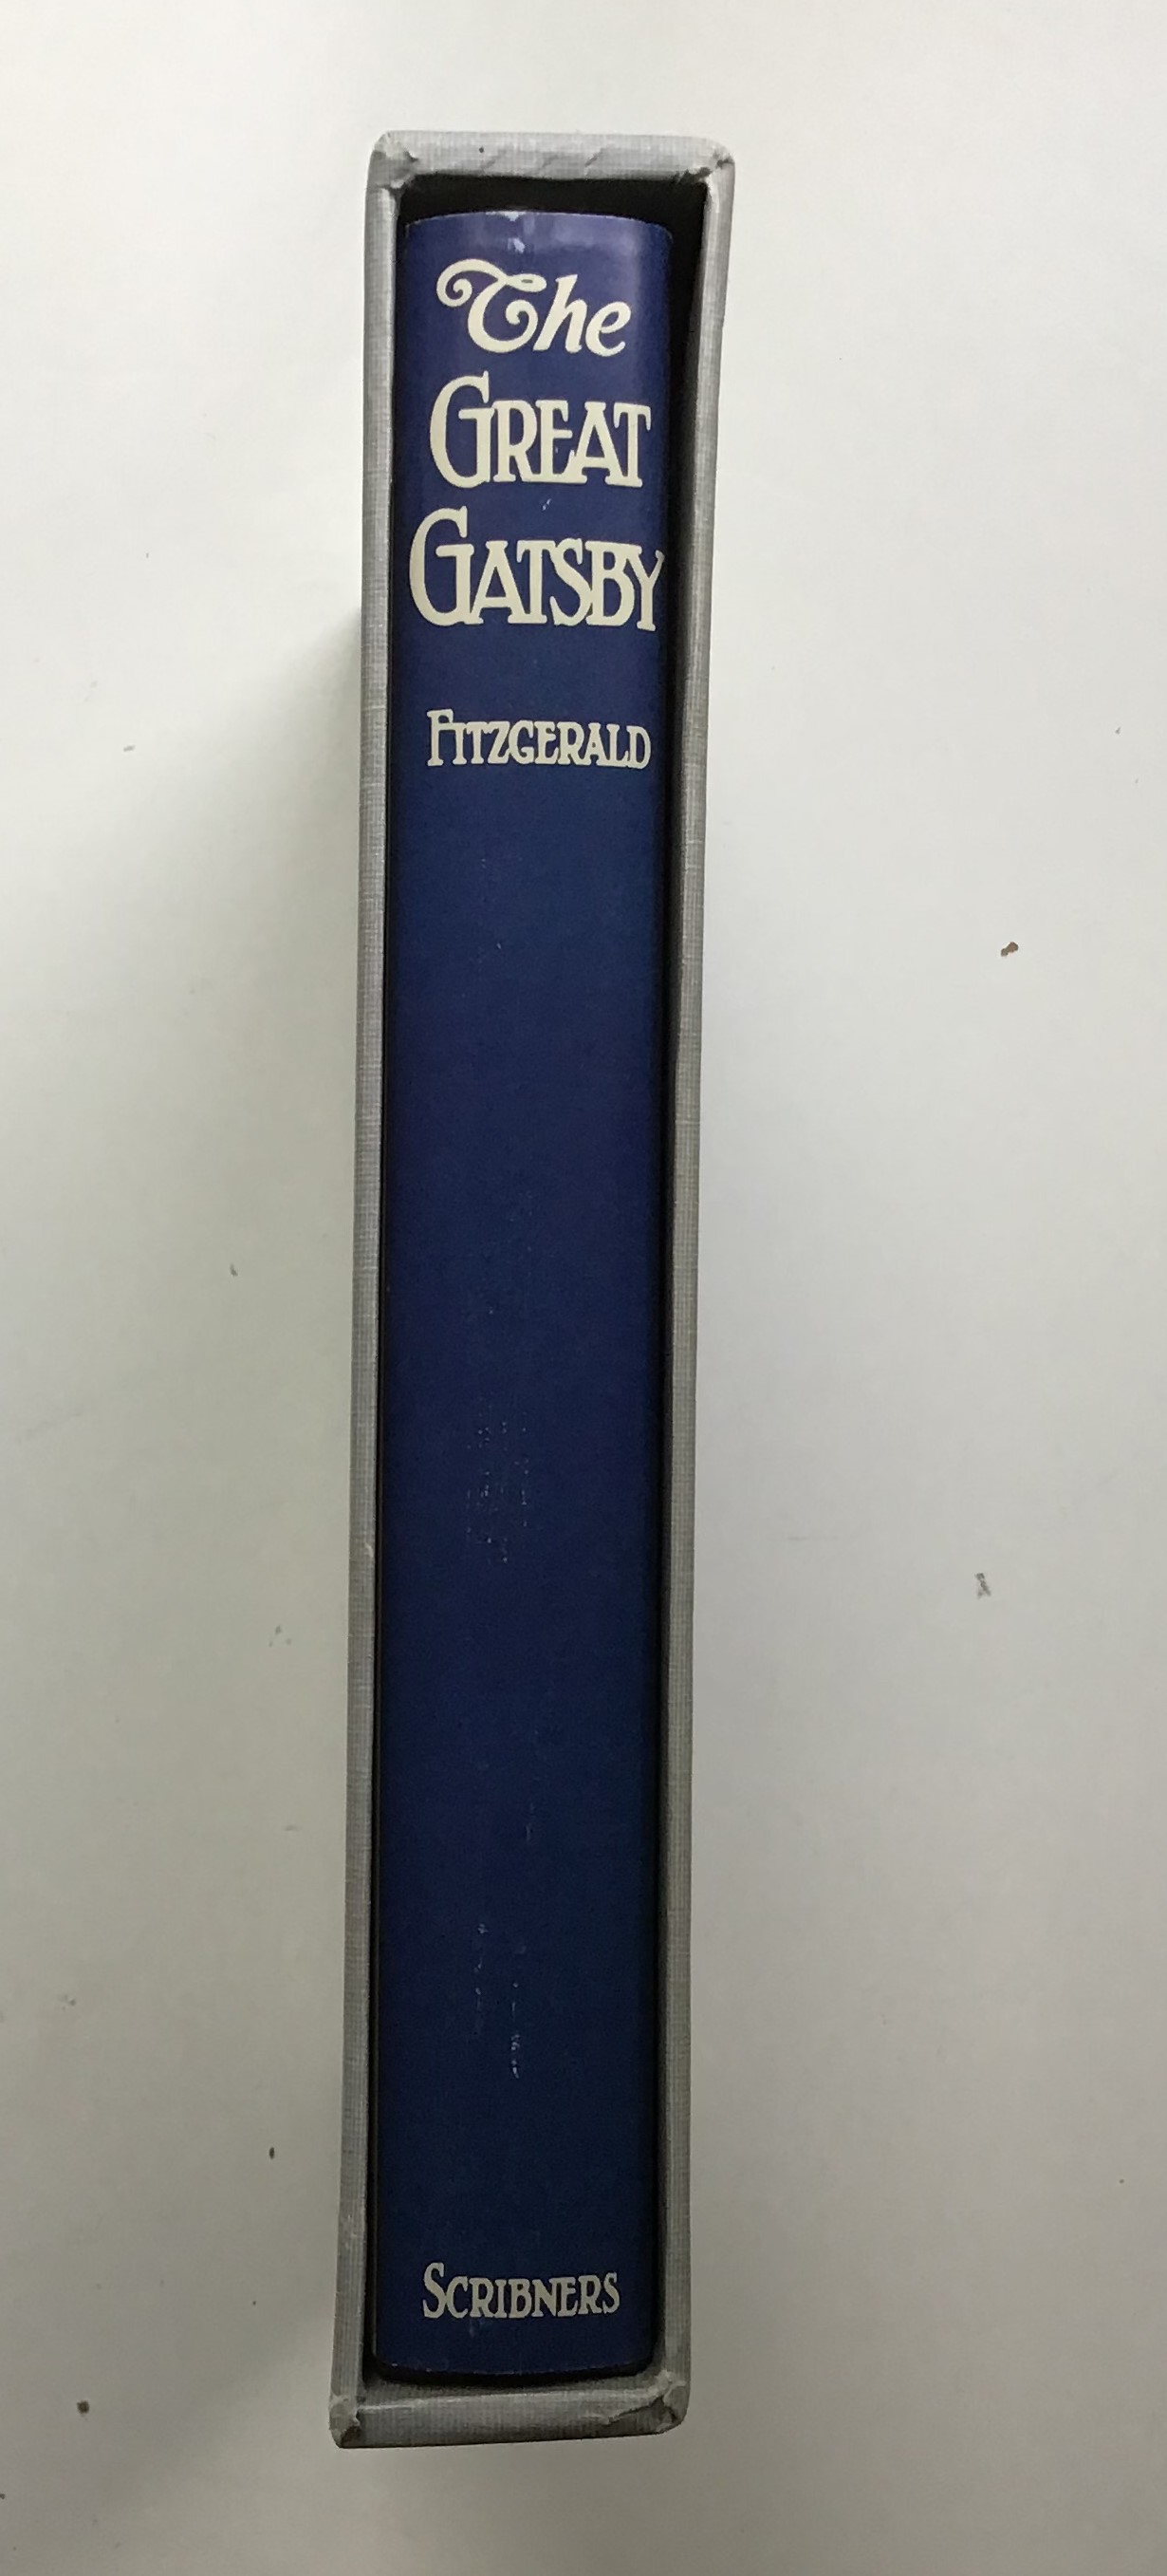 The
GREAT
GATSBY
FITZGERALD
SCRIBNERS